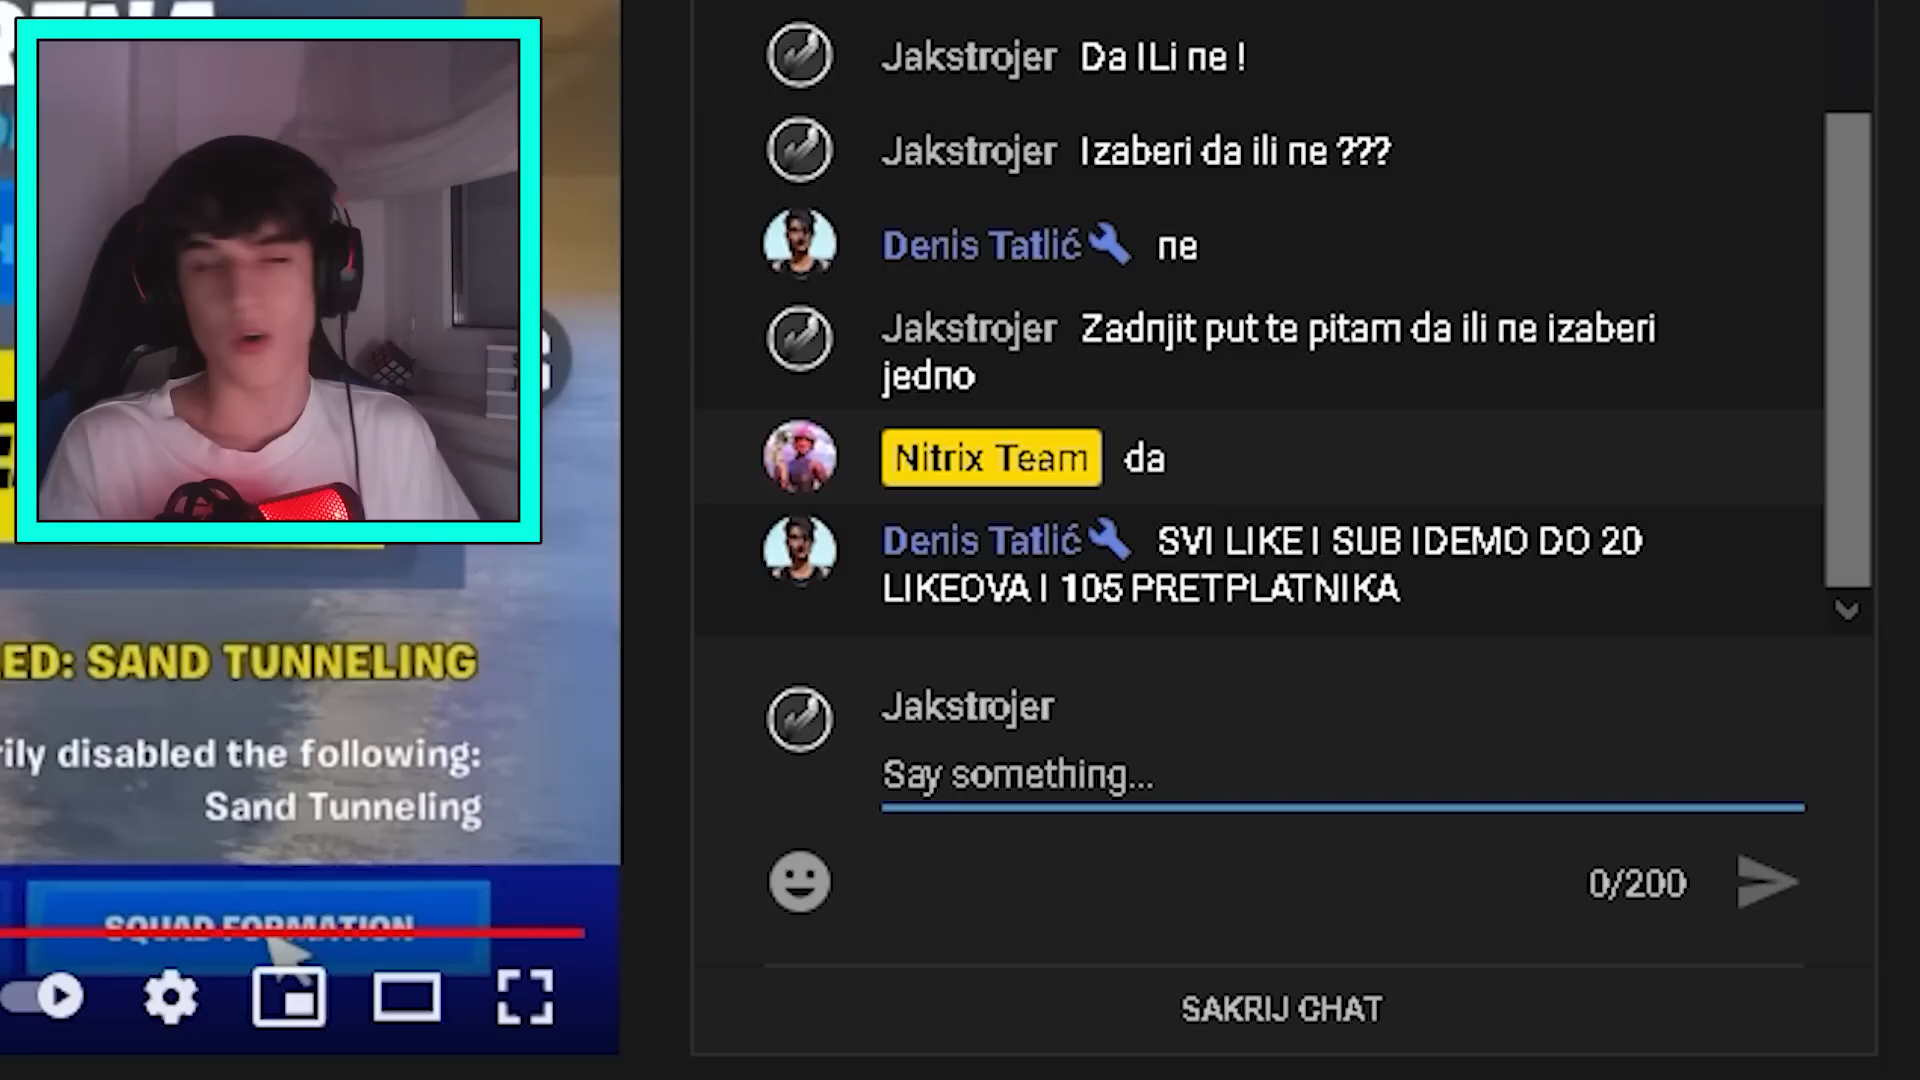 Jakstrojer Da ILi ne !
Jakstrojer Izaberi da ili ne ???
Denis Tatlić ne
Jakstrojer Zadnjit put te pitam da ili ne izaberi
jedno
Nitrix Team da
Denis Tatlić SVI LIKE I SUB IDEMO DO 20
LIKEOVA I 105 PRETPLATNIKA
Jakstrojer
Say something...
0/200
SAKRIJ CHAT
ED: SAND TUNNELING
rily disabled the following:
Sand Tunneling
SQUAD FORMATION